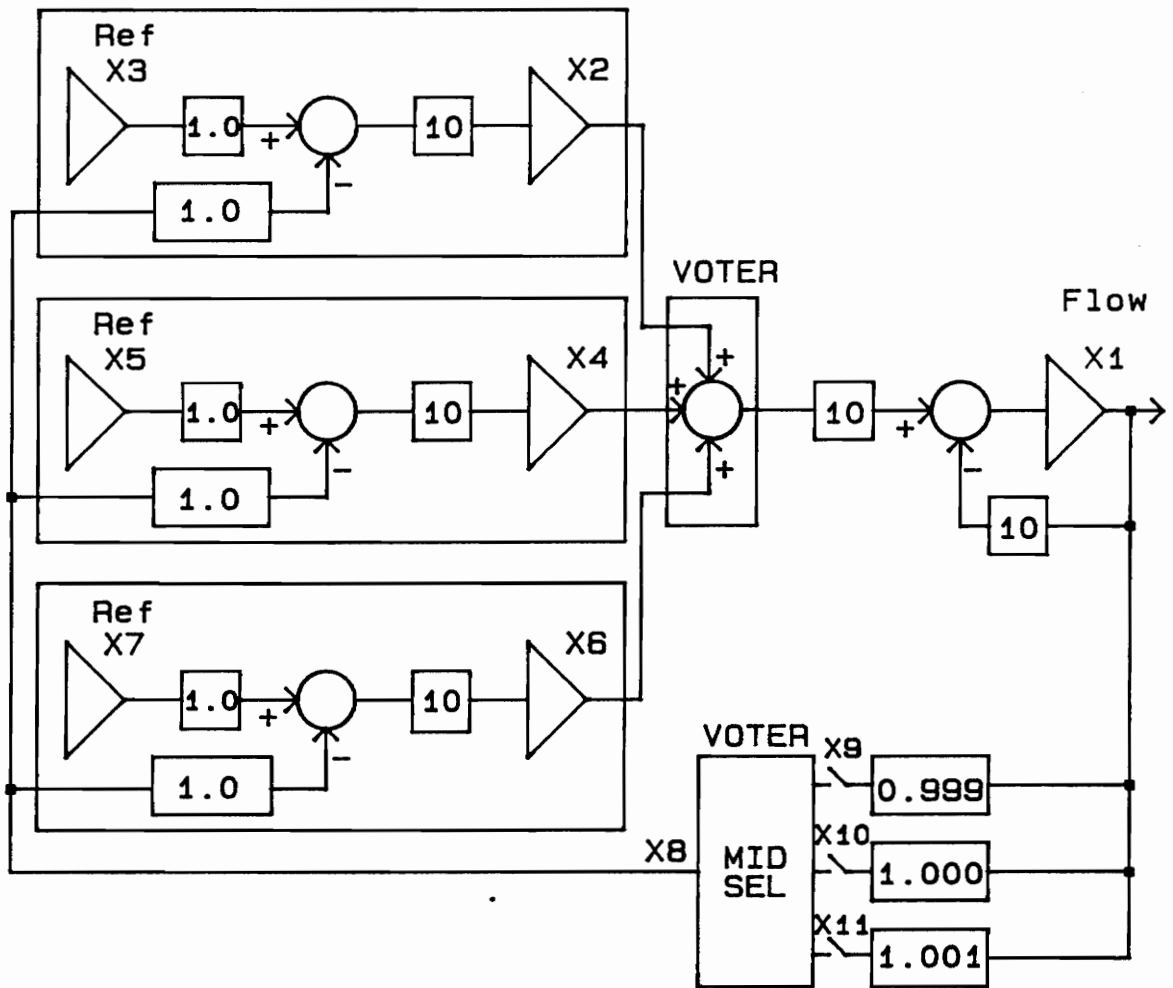 Ref
X3
X2
1.0
+
10
-
1.0
VOTER
Flow
Ref
X5
X4
X1
1.0
+
10
+
+
+
10
+
-
1.0
-
10
Ref
X7
X6
1.0
+
10
-
1.0
VOTER
X9
0.999
X8
MID
SEL
X10
1.000
X11
1.001